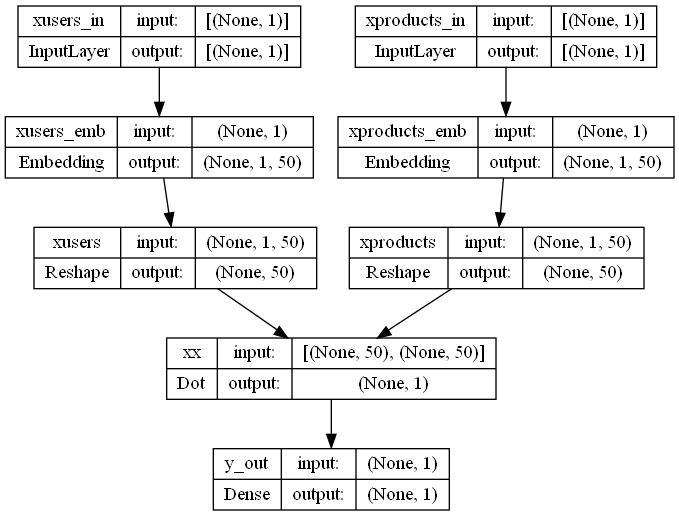 xusers_in input: [(None, 1)]
InputLayer output: [(None, 1)]
xproducts_in input: [(None, 1)]
InputLayer output: [(None, 1)]
xusers_emb input: (None, 1)
Embedding output: (None, 1, 50)
xproducts_emb input: (None, 1)
Embedding output: (None, 1, 50)
xusers input: (None, 1, 50)
Reshape output: (None, 50)
xproducts input: (None, 1, 50)
Reshape output: (None, 50)
xx input: [(None, 50), (None, 50)]
Dot output: (None, 1)
y_out input: (None, 1)
Dense output: (None, 1)